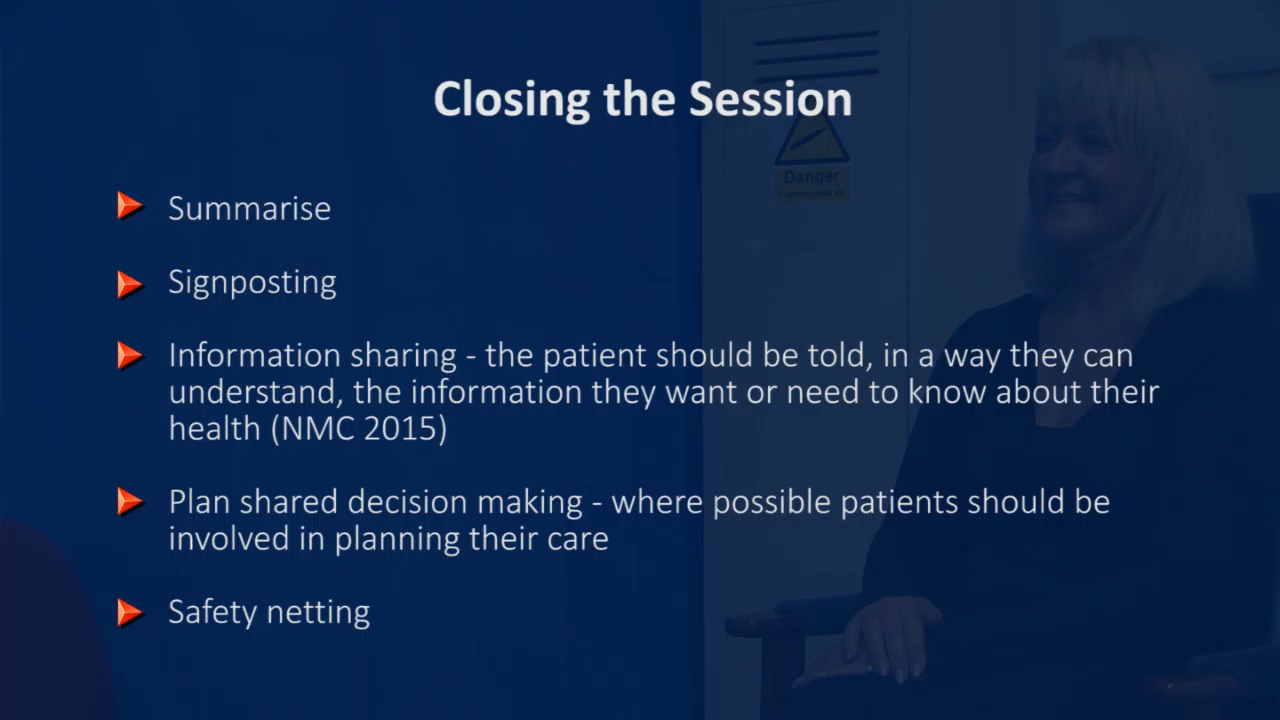 Closing the Session
Danger
Summarise
Signposting
Information sharing - the patient should be told, in a way they can
understand, the information they want or need to know about their
health (NMC 2015)
Plan shared decision making - where possible patients should be
involved in planning their care
Safety netting